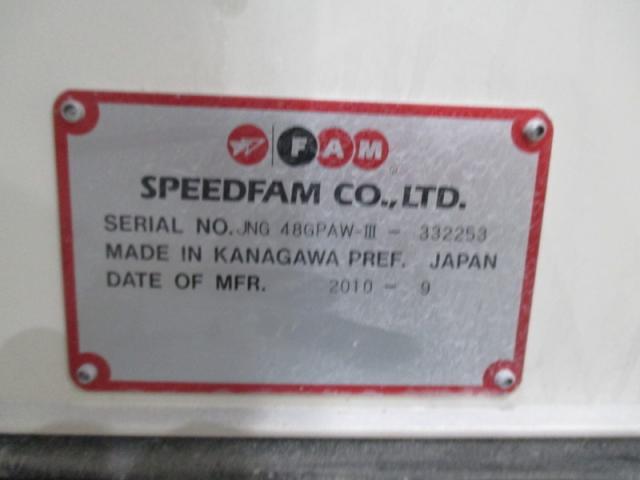 FAM
SPEEDFAM CO.,LTD.
SERIAL NO. JNG 48GPAW-III - 332253
MADE IN KANAGAWA PREF. JAPAN
DATE OF MFR. 2010 - 9